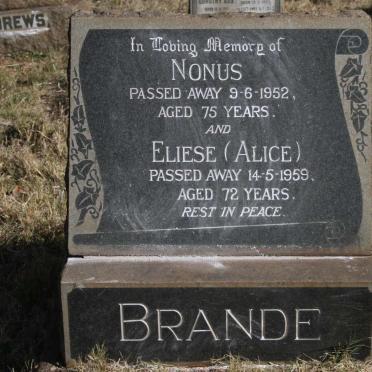 DREWS
In Loving Memory of
NONUS
PASSED AWAY 9-6-1952,
AGED 75 YEARS.
AND
ELIESE (ALICE)
PASSED AWAY 14-5-1959.
AGED 72 YEARS.
REST IN PEACE.
BRANDE